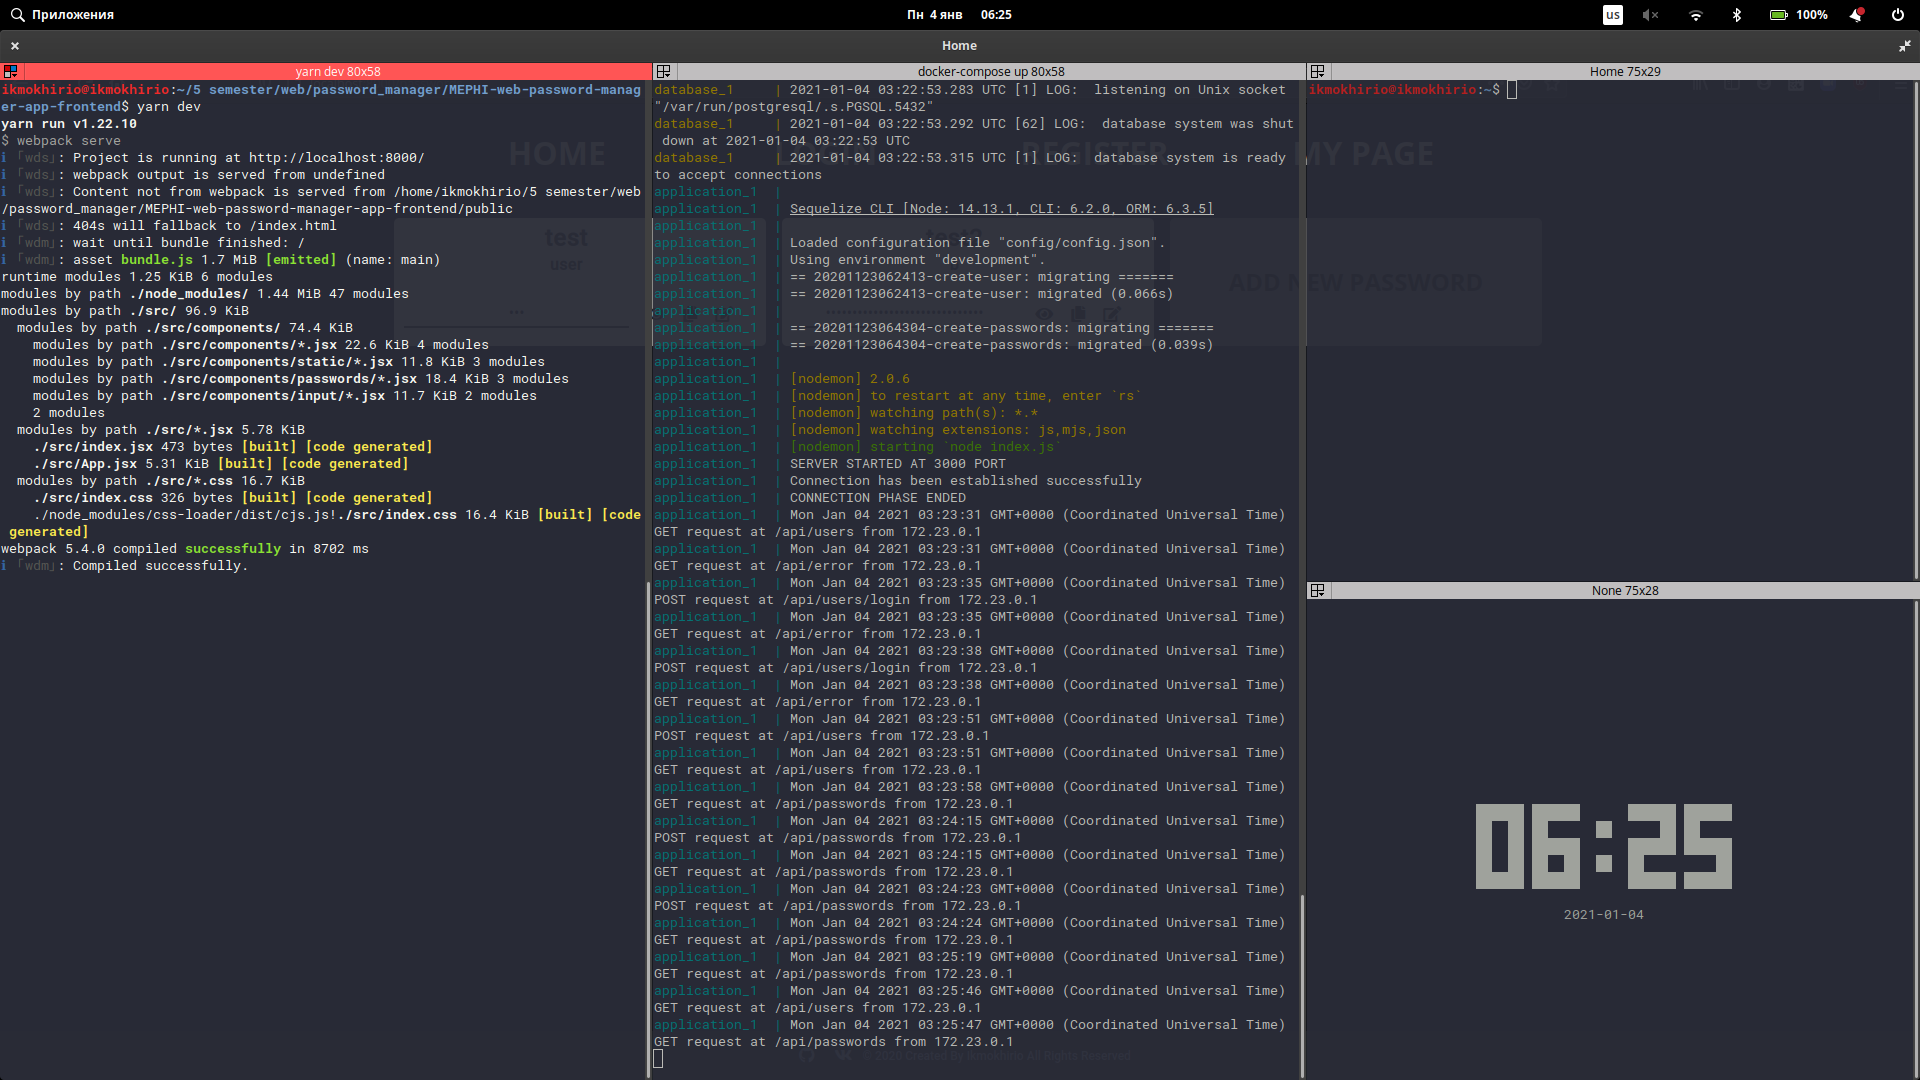 Приложения
Пн 4 янв 06:25
us
100%
Home
yarn dev 80x58
ikmokhirio@ikmokhirio:~/5 semester/web/password_manager/MEPHI-web-password-manag
er-app-frontend$ yarn dev
yarn run v1.22.10
$ webpack serve
i 「wds」: Project is running at http://localhost:8000/
i 「wds」: webpack output is served from undefined
i 「wds」: Content not from webpack is served from /home/ikmokhirio/5 semester/web
/password_manager/MEPHI-web-password-manager-app-frontend/public
i 「wds」: 404s will fallback to /index.html
i 「wdm」: wait until bundle finished: /
i 「wdm」: asset bundle.js 1.7 MiB [emitted] (name: main)
runtime modules 1.25 KiB 6 modules
modules by path ./node_modules/ 1.44 MiB 47 modules
modules by path ./src/ 96.9 KiB
modules by path ./src/components/ 74.4 KiB
modules by path ./src/components/*.jsx 22.6 KiB 4 modules
modules by path ./src/components/static/*.jsx 11.8 KiB 3 modules
modules by path ./src/components/passwords/*.jsx 18.4 KiB 3 modules
modules by path ./src/components/input/*.jsx 11.7 KiB 2 modules
2 modules
modules by path ./src/*.jsx 5.78 KiB
./src/index.jsx 473 bytes [built] [code generated]
./src/App.jsx 5.31 KiB [built] [code generated]
modules by path ./src/*.css 16.7 KiB
./src/index.css 326 bytes [built] [code generated]
./node_modules/css-loader/dist/cjs.js!./src/index.css 16.4 KiB [built] [code
generated]
webpack 5.4.0 compiled successfully in 8702 ms
i 「wdm」: Compiled successfully.
HOME
REGISTER
MY PAGE
test
user
test2
ADD NEW PASSWORD
docker-compose up 80x58
database_1 | 2021-01-04 03:22:53.283 UTC [1] LOG: listening on Unix socket
"/var/run/postgresql/.s.PGSQL.5432"
database_1 | 2021-01-04 03:22:53.292 UTC [62] LOG: database system was shut
down at 2021-01-04 03:22:53 UTC
database_1 | 2021-01-04 03:22:53.315 UTC [1] LOG: database system is ready
to accept connections
application_1 |
application_1 | Sequelize CLI [Node: 14.13.1, CLI: 6.2.0, ORM: 6.3.5]
application_1 |
application_1 | Loaded configuration file "config/config.json".
application_1 | Using environment "development".
application_1 | == 20201123062413-create-user: migrating =======
application_1 | == 20201123062413-create-user: migrated (0.066s)
application_1 |
application_1 | == 20201123064304-create-passwords: migrating =======
application_1 | == 20201123064304-create-passwords: migrated (0.039s)
application_1 |
application_1 | [nodemon] 2.0.6
application_1 | [nodemon] to restart at any time, enter `rs`
application_1 | [nodemon] watching path(s): *.*
application_1 | [nodemon] watching extensions: js,mjs,json
application_1 | [nodemon] starting `node index.js`
application_1 | SERVER STARTED AT 3000 PORT
application_1 | Connection has been established successfully
application_1 | CONNECTION PHASE ENDED
application_1 | Mon Jan 04 2021 03:23:31 GMT+0000 (Coordinated Universal Time)
GET request at /api/users from 172.23.0.1
application_1 | Mon Jan 04 2021 03:23:31 GMT+0000 (Coordinated Universal Time)
GET request at /api/error from 172.23.0.1
application_1 | Mon Jan 04 2021 03:23:35 GMT+0000 (Coordinated Universal Time)
POST request at /api/users/login from 172.23.0.1
application_1 | Mon Jan 04 2021 03:23:35 GMT+0000 (Coordinated Universal Time)
GET request at /api/error from 172.23.0.1
application_1 | Mon Jan 04 2021 03:23:38 GMT+0000 (Coordinated Universal Time)
POST request at /api/users/login from 172.23.0.1
application_1 | Mon Jan 04 2021 03:23:38 GMT+0000 (Coordinated Universal Time)
GET request at /api/error from 172.23.0.1
application_1 | Mon Jan 04 2021 03:23:51 GMT+0000 (Coordinated Universal Time)
POST request at /api/users from 172.23.0.1
application_1 | Mon Jan 04 2021 03:23:51 GMT+0000 (Coordinated Universal Time)
GET request at /api/users from 172.23.0.1
application_1 | Mon Jan 04 2021 03:23:58 GMT+0000 (Coordinated Universal Time)
GET request at /api/passwords from 172.23.0.1
application_1 | Mon Jan 04 2021 03:24:15 GMT+0000 (Coordinated Universal Time)
POST request at /api/passwords from 172.23.0.1
application_1 | Mon Jan 04 2021 03:24:15 GMT+0000 (Coordinated Universal Time)
GET request at /api/passwords from 172.23.0.1
application_1 | Mon Jan 04 2021 03:24:23 GMT+0000 (Coordinated Universal Time)
POST request at /api/passwords from 172.23.0.1
application_1 | Mon Jan 04 2021 03:24:24 GMT+0000 (Coordinated Universal Time)
GET request at /api/passwords from 172.23.0.1
application_1 | Mon Jan 04 2021 03:25:19 GMT+0000 (Coordinated Universal Time)
GET request at /api/passwords from 172.23.0.1
application_1 | Mon Jan 04 2021 03:25:46 GMT+0000 (Coordinated Universal Time)
GET request at /api/users from 172.23.0.1
application_1 | Mon Jan 04 2021 03:25:47 GMT+0000 (Coordinated Universal Time)
GET request at /api/passwords from 172.23.0.1
Home 75x29
ikmokhirio@ikmokhirio:~$
None 75x28
06:25
2021-01-04